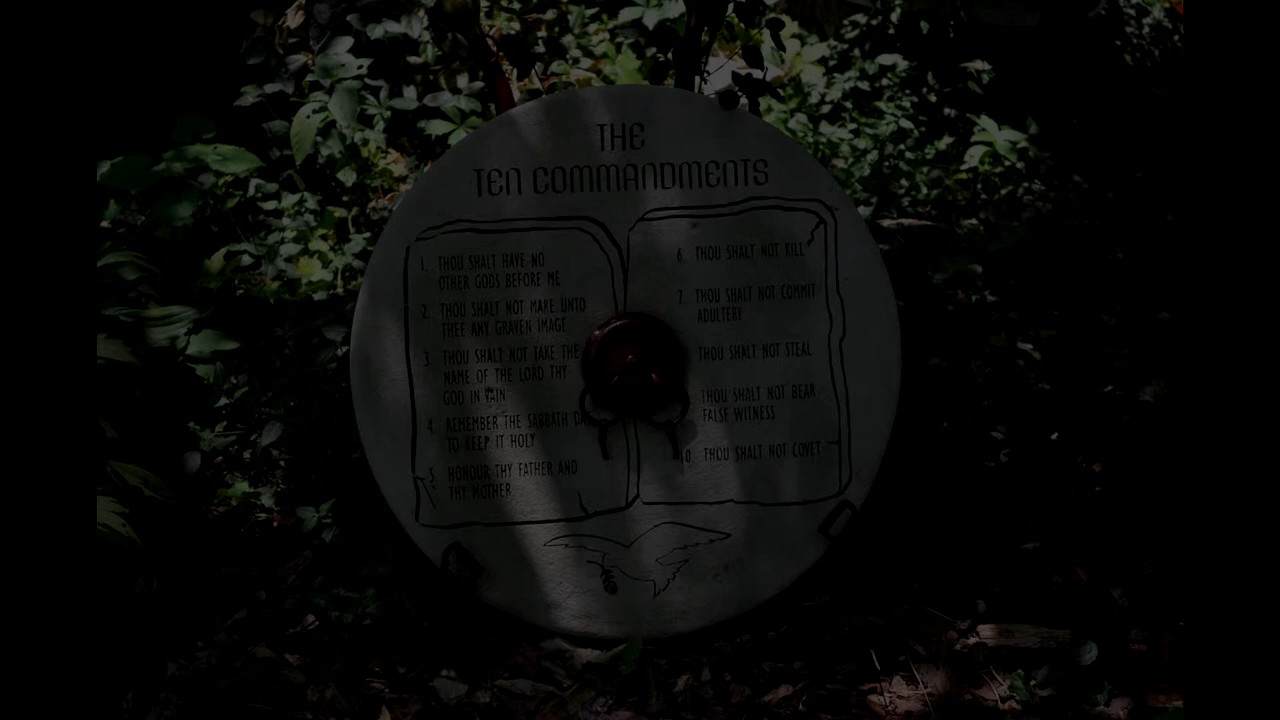 THE
TEN COMMANDMENTS
1. THOU SHALT HAVE NO
OTHER GODS BEFORE ME
2. THOU SHALT NOT MAKE UNTO
THEE ANY GRAVEN IMAGE
3. THOU SHALT NOT TAKE THE
NAME OF THE LORD THY
GOD IN VAIN
4. REMEMBER THE SABBATH DA
TO KEEP IT HOLY
5. HONOUR THY FATHER AND
THY MOTHER
6. THOU SHALT NOT KILL
7. THOU SHALT NOT COMMIT
ADULTERY
THOU SHALT NOT STEAL
THOU SHALT NOT BEAR
FALSE WITNESS
10. THOU SHALT NOT COVET